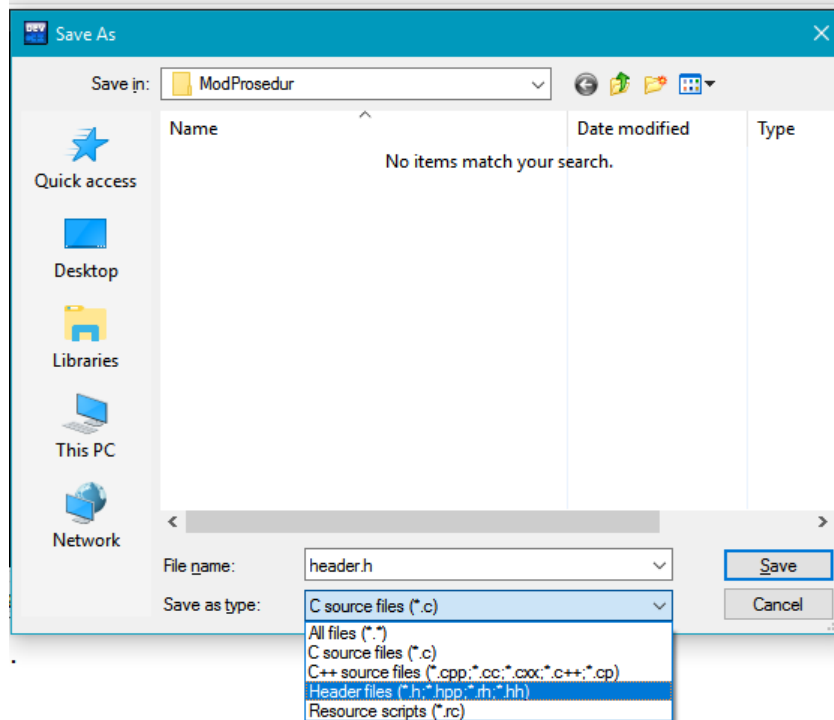 DEV
Save As
Save in:
ModProsedur
Name
Date modified
Type
No items match your search.
Quick access
Desktop
Libraries
This PC
Network
File name:
header.h
Save
Save as type:
C source files (*.c)
Cancel
All files (*.*)
C source files (*.c)
C++ source files (*.cpp;*.cc;*.cxx;*.c++;*.cp)
Header files (*.h;*.hpp;*.rh;*.hh)
Resource scripts (*.rc)
.